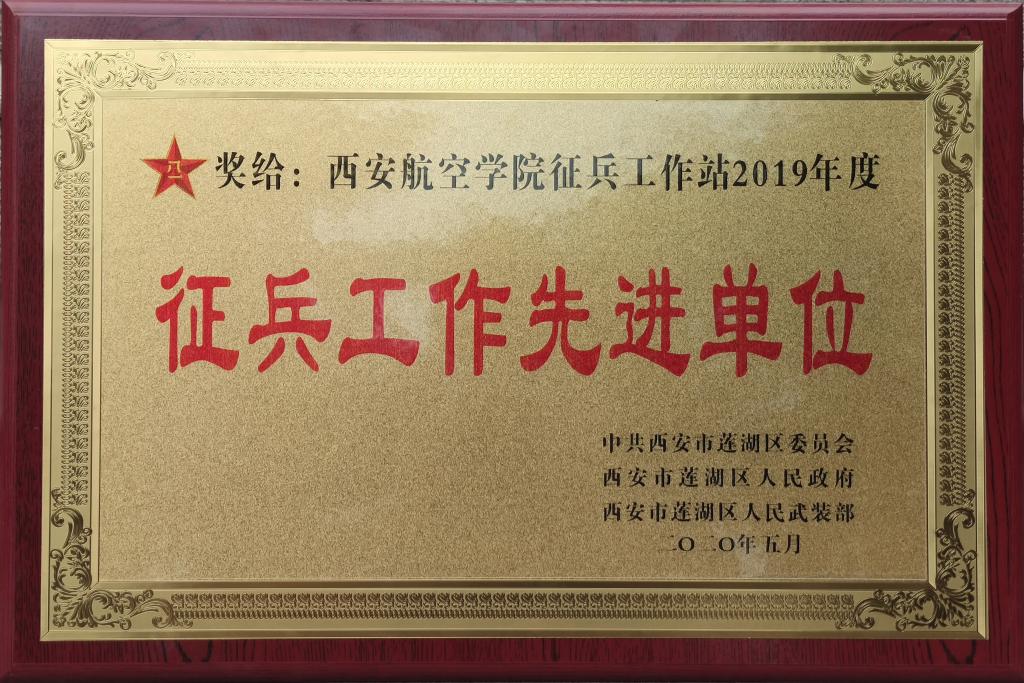 八一
奖给：西安航空学院征兵工作站2019年度
征兵工作先进单位
中共西安市莲湖区委员会
西安市莲湖区人民政府
西安市莲湖区人民武装部
二〇二〇年五月